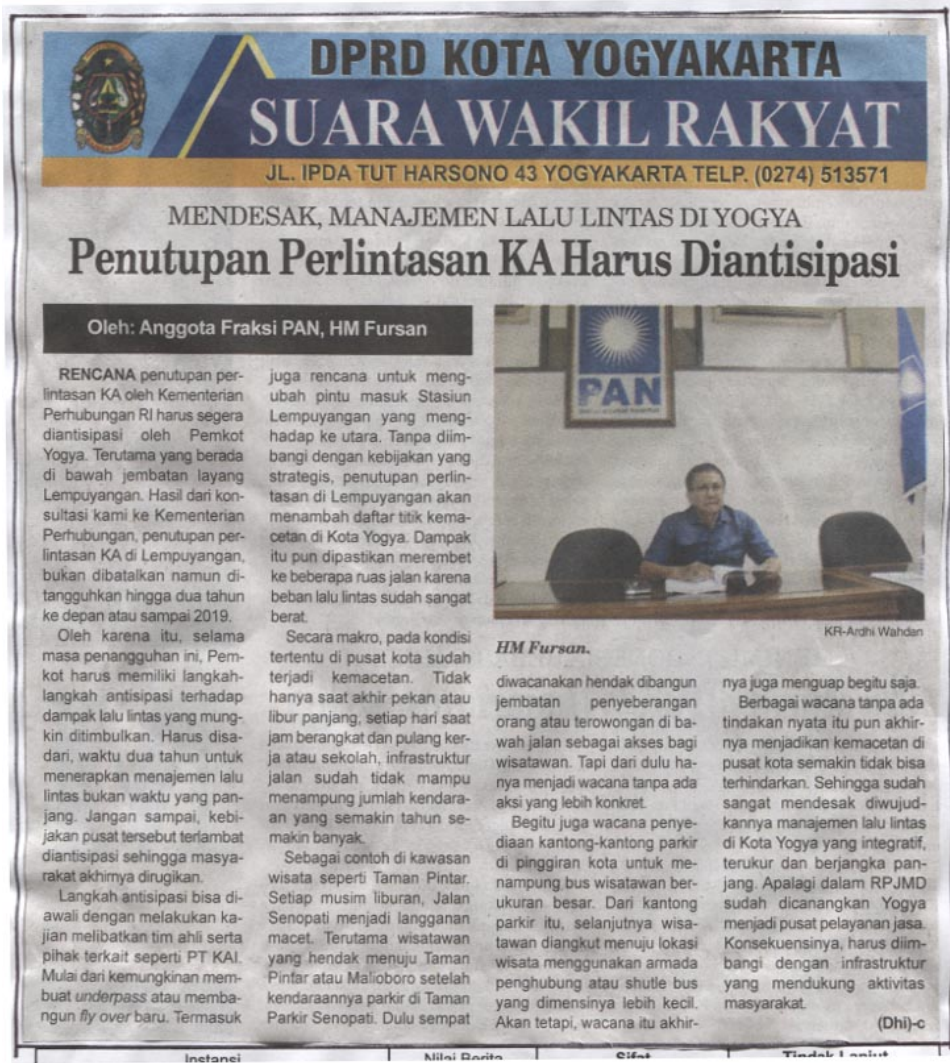 DPRD KOTA YOGYAKARTA
SUARA WAKIL RAKYAT
JL. IPDA TUT HARSONO 43 YOGYAKARTA TELP. (0274) 513571
MENDESAK, MANAJEMEN LALU LINTAS DI YOGYA
Penutupan Perlintasan KA Harus Diantisipasi
Oleh: Anggota Fraksi PAN, HM Fursan
RENCANA penutupan per-
lintasan KA oleh Kementerian
Perhubungan RI harus segera
diantisipasi oleh Pemkot
Yogya. Terutama yang berada
di bawah jembatan layang
Lempuyangan. Hasil dari kon-
sultasi kami ke Kementerian
Perhubungan, penutupan per-
lintasan KA di Lempuyangan,
bukan dibatalkan namun di-
tangguhkan hingga dua tahun
ke depan atau sampai 2019.
Oleh karena itu, selama
masa penangguhan ini, Pem-
kot harus memiliki langkah-
langkah antisipasi terhadap
dampak lalu lintas yang mung-
kin ditimbulkan. Harus disa-
dari, waktu dua tahun untuk
menerapkan menajemen lalu
lintas bukan waktu yang pan-
jang. Jangan sampai, kebi-
jakan pusat tersebut terlambat
diantisipasi sehingga masya-
rakat akhirnya dirugikan.
Langkah antisipasi bisa di-
awali dengan melakukan ka-
jian melibatkan tim ahli serta
pihak terkait seperti PT KAI.
Mulai dari kemungkinan mem-
buat underpass atau memba-
ngun fly over baru. Termasuk
juga rencana untuk meng-
ubah pintu masuk Stasiun
Lempuyangan yang meng-
hadap ke utara. Tanpa diim-
bangi dengan kebijakan yang
strategis, penutupan perlin-
tasan di Lempuyangan akan
menambah daftar titik kema-
cetan di Kota Yogya. Dampak
itu pun dipastikan merembet
ke beberapa ruas jalan karena
beban lalu lintas sudah sangat
berat.
Secara makro, pada kondisi
tertentu di pusat kota sudah
terjadi kemacetan. Tidak
hanya saat akhir pekan atau
libur panjang, setiap hari saat
jam berangkat dan pulang ker-
ja atau sekolah, infrastruktur
jalan sudah tidak mampu
menampung jumlah kendara-
an yang semakin tahun se-
makin banyak.
Sebagai contoh di kawasan
wisata seperti Taman Pintar.
Setiap musim liburan, Jalan
Senopati menjadi langganan
macet. Terutama wisatawan
yang hendak menuju Taman
Pintar atau Malioboro setelah
kendaraannya parkir di Taman
Parkir Senopati. Dulu sempat
PAN
KR-Ardhi Wahdan
HM Fursan.
diwacanakan hendak dibangun
jembatan penyeberangan
orang atau terowongan di ba-
wah jalan sebagai akses bagi
wisatawan. Tapi dari dulu ha-
nya menjadi wacana tanpa ada
aksi yang lebih konkret.
Begitu juga wacana penye-
diaan kantong-kantong parkir
di pinggiran kota untuk me-
nampung bus wisatawan ber-
ukuran besar. Dari kantong
parkir itu, selanjutnya wisa-
tawan diangkut menuju lokasi
wisata menggunakan armada
penghubung atau shuttle bus
yang dimensinya lebih kecil.
Akan tetapi, wacana itu akhir-
nya juga menguap begitu saja.
Berbagai wacana tanpa ada
tindakan nyata itu pun akhir-
nya menjadikan kemacetan di
pusat kota semakin tidak bisa
terhindarkan. Sehingga sudah
sangat mendesak diwujud-
kannya manajemen lalu lintas
di Kota Yogya yang integratif,
terukur dan berjangka pan-
jang. Apalagi dalam RPJMD
sudah dicanangkan Yogya
menjadi pusat pelayanan jasa.
Konsekuensinya, harus diim-
bangi dengan infrastruktur
yang mendukung aktivitas
masyarakat.
(Dhi)-c
Instansi
Nilai Berita
Sifat
Tindak Lanjut